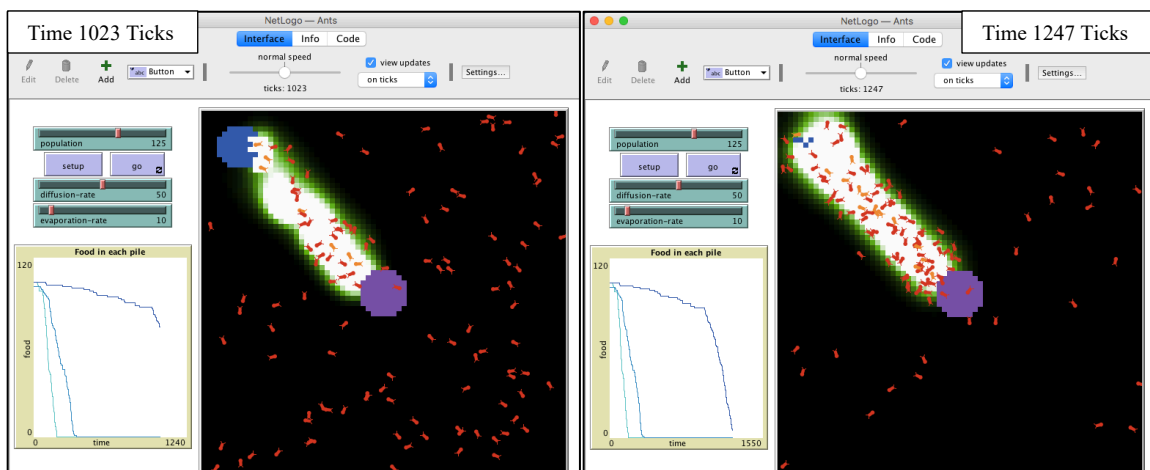 Time 1023 Ticks
NetLogo — Ants
Interface Info Code
Edit Delete Add abc Button normal speed view updates on ticks Settings...
ticks: 1023
population 125
setup go
diffusion-rate 50
evaporation-rate 10
Food in each pile
120
food
0
0 time 1240
NetLogo — Ants
Time 1247 Ticks
Interface Info Code
Edit Delete Add abc Button normal speed view updates on ticks Settings...
ticks: 1247
population 125
setup go
diffusion-rate 50
evaporation-rate 10
Food in each pile
120
food
0
0 time 1550